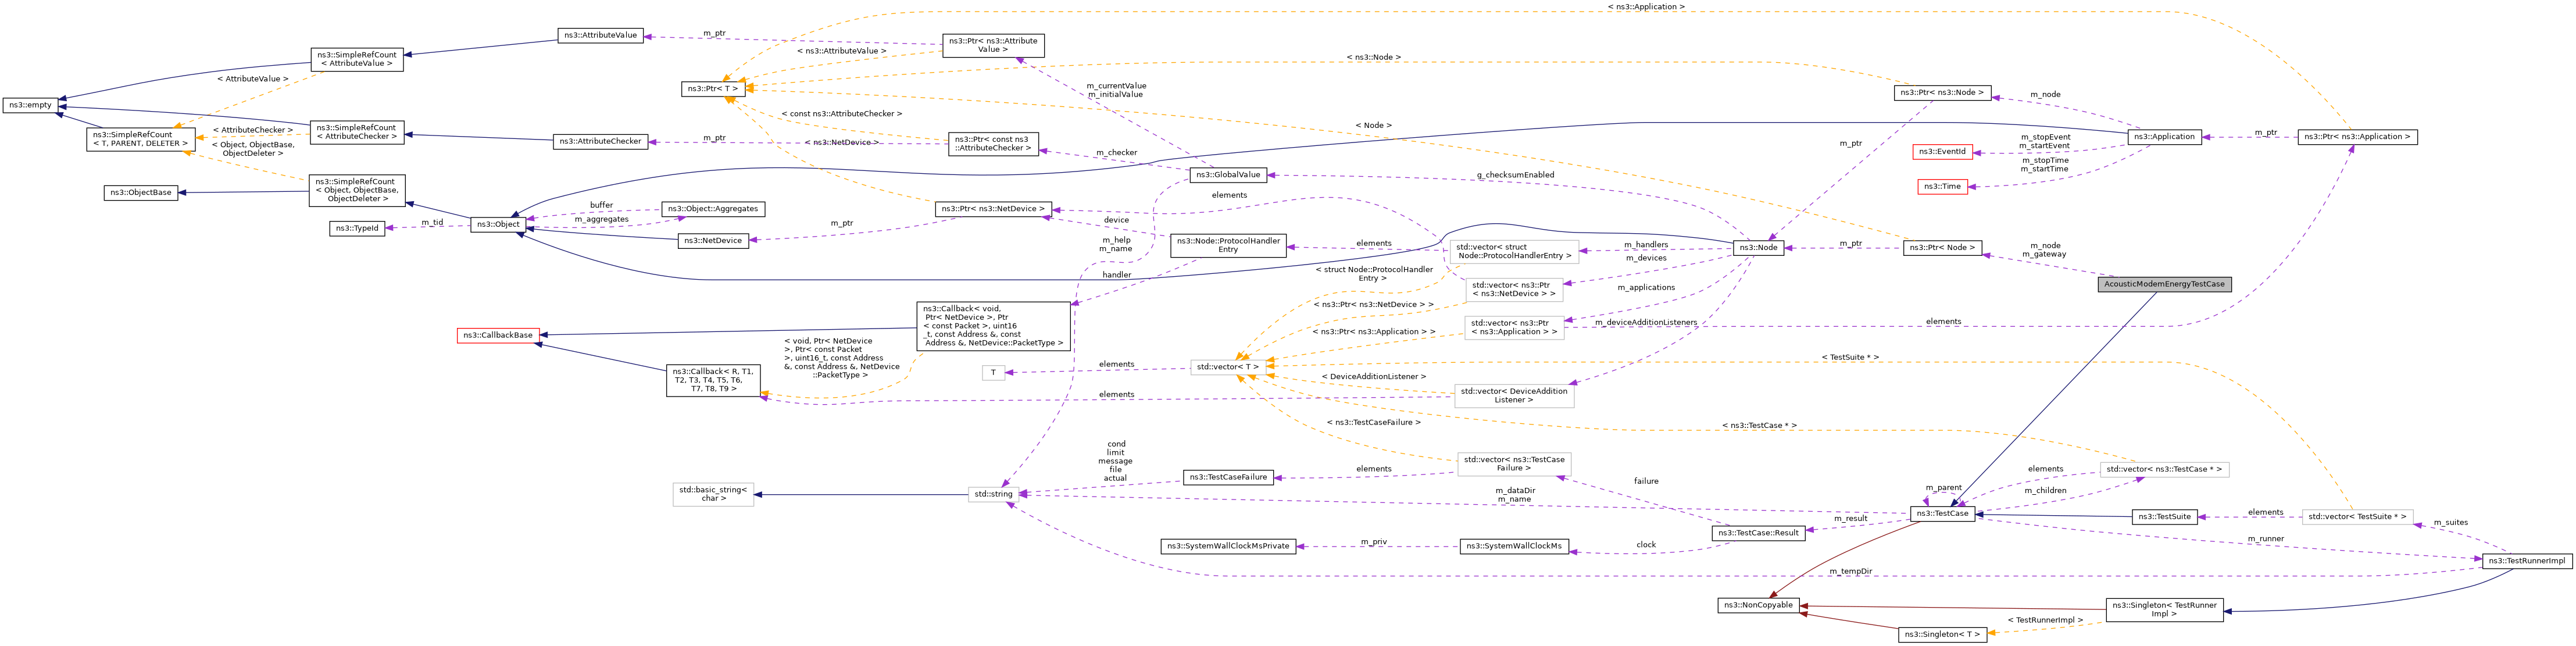 ns3::empty
ns3::SimpleRefCount
< AttributeValue >
< AttributeValue >
ns3::SimpleRefCount
< T, PARENT, DELETER >
ns3::SimpleRefCount
< AttributeChecker >
< AttributeChecker >
< Object, ObjectBase,
ObjectDeleter >
ns3::ObjectBase
ns3::SimpleRefCount
< Object, ObjectBase,
ObjectDeleter >
ns3::TypeId
m_tid
ns3::AttributeValue
m_ptr
ns3::AttributeChecker
m_ptr
ns3::Object
buffer
m_aggregates
ns3::Object::Aggregates
ns3::NetDevice
m_ptr
ns3::CallbackBase
ns3::Ptr< T >
< ns3::AttributeValue >
< const ns3::AttributeChecker >
< ns3::NetDevice >
ns3::Ptr< ns3::Attribute
Value >
ns3::Ptr< const ns3
::AttributeChecker >
ns3::Ptr< ns3::NetDevice >
ns3::Callback< void,
Ptr< NetDevice >, Ptr
< const Packet >, uint16
_t, const Address &, const
Address &, NetDevice::PacketType >
< void, Ptr< NetDevice
>, Ptr< const Packet
>, uint16_t, const Address
&, const Address &, NetDevice
::PacketType >
ns3::Callback< R, T1,
T2, T3, T4, T5, T6,
T7, T8, T9 >
T
std::basic_string<
char >
std::string
m_currentValue
m_initialValue
m_checker
ns3::GlobalValue
elements
device
m_help
m_name
handler
ns3::Node::ProtocolHandler
Entry
elements
std::vector< T >
elements
cond
limit
message
file
actual
ns3::TestCaseFailure
ns3::SystemWallClockMsPrivate
m_priv
ns3::SystemWallClockMs
< ns3::Application >
< ns3::Node >
< Node >
g_checksumEnabled
elements
std::vector< struct
Node::ProtocolHandlerEntry >
< struct Node::ProtocolHandler
Entry >
std::vector< ns3::Ptr
< ns3::NetDevice > >
< ns3::Ptr< ns3::NetDevice > >
std::vector< ns3::Ptr
< ns3::Application > >
< ns3::Ptr< ns3::Application > >
< DeviceAdditionListener >
std::vector< DeviceAddition
Listener >
< ns3::TestCaseFailure >
std::vector< ns3::TestCase
Failure >
elements
m_dataDir
m_name
m_handlers
m_devices
m_applications
m_deviceAdditionListeners
failure
clock
ns3::TestCase::Result
m_result
ns3::Node
m_ptr
m_ptr
ns3::Ptr< ns3::Node >
m_node
ns3::EventId
m_stopEvent
m_startEvent
ns3::Time
m_stopTime
m_startTime
ns3::Application
m_ptr
ns3::Ptr< ns3::Application >
ns3::Ptr< Node >
m_node
m_gateway
AcousticModemEnergyTestCase
elements
< TestSuite * >
< ns3::TestCase * >
m_parent
ns3::TestCase
elements
m_children
std::vector< ns3::TestCase * >
ns3::TestSuite
elements
std::vector< TestSuite * >
m_suites
m_runner
ns3::TestRunnerImpl
m_tempDir
ns3::NonCopyable
ns3::Singleton< TestRunner
Impl >
< TestRunnerImpl >
ns3::Singleton< T >